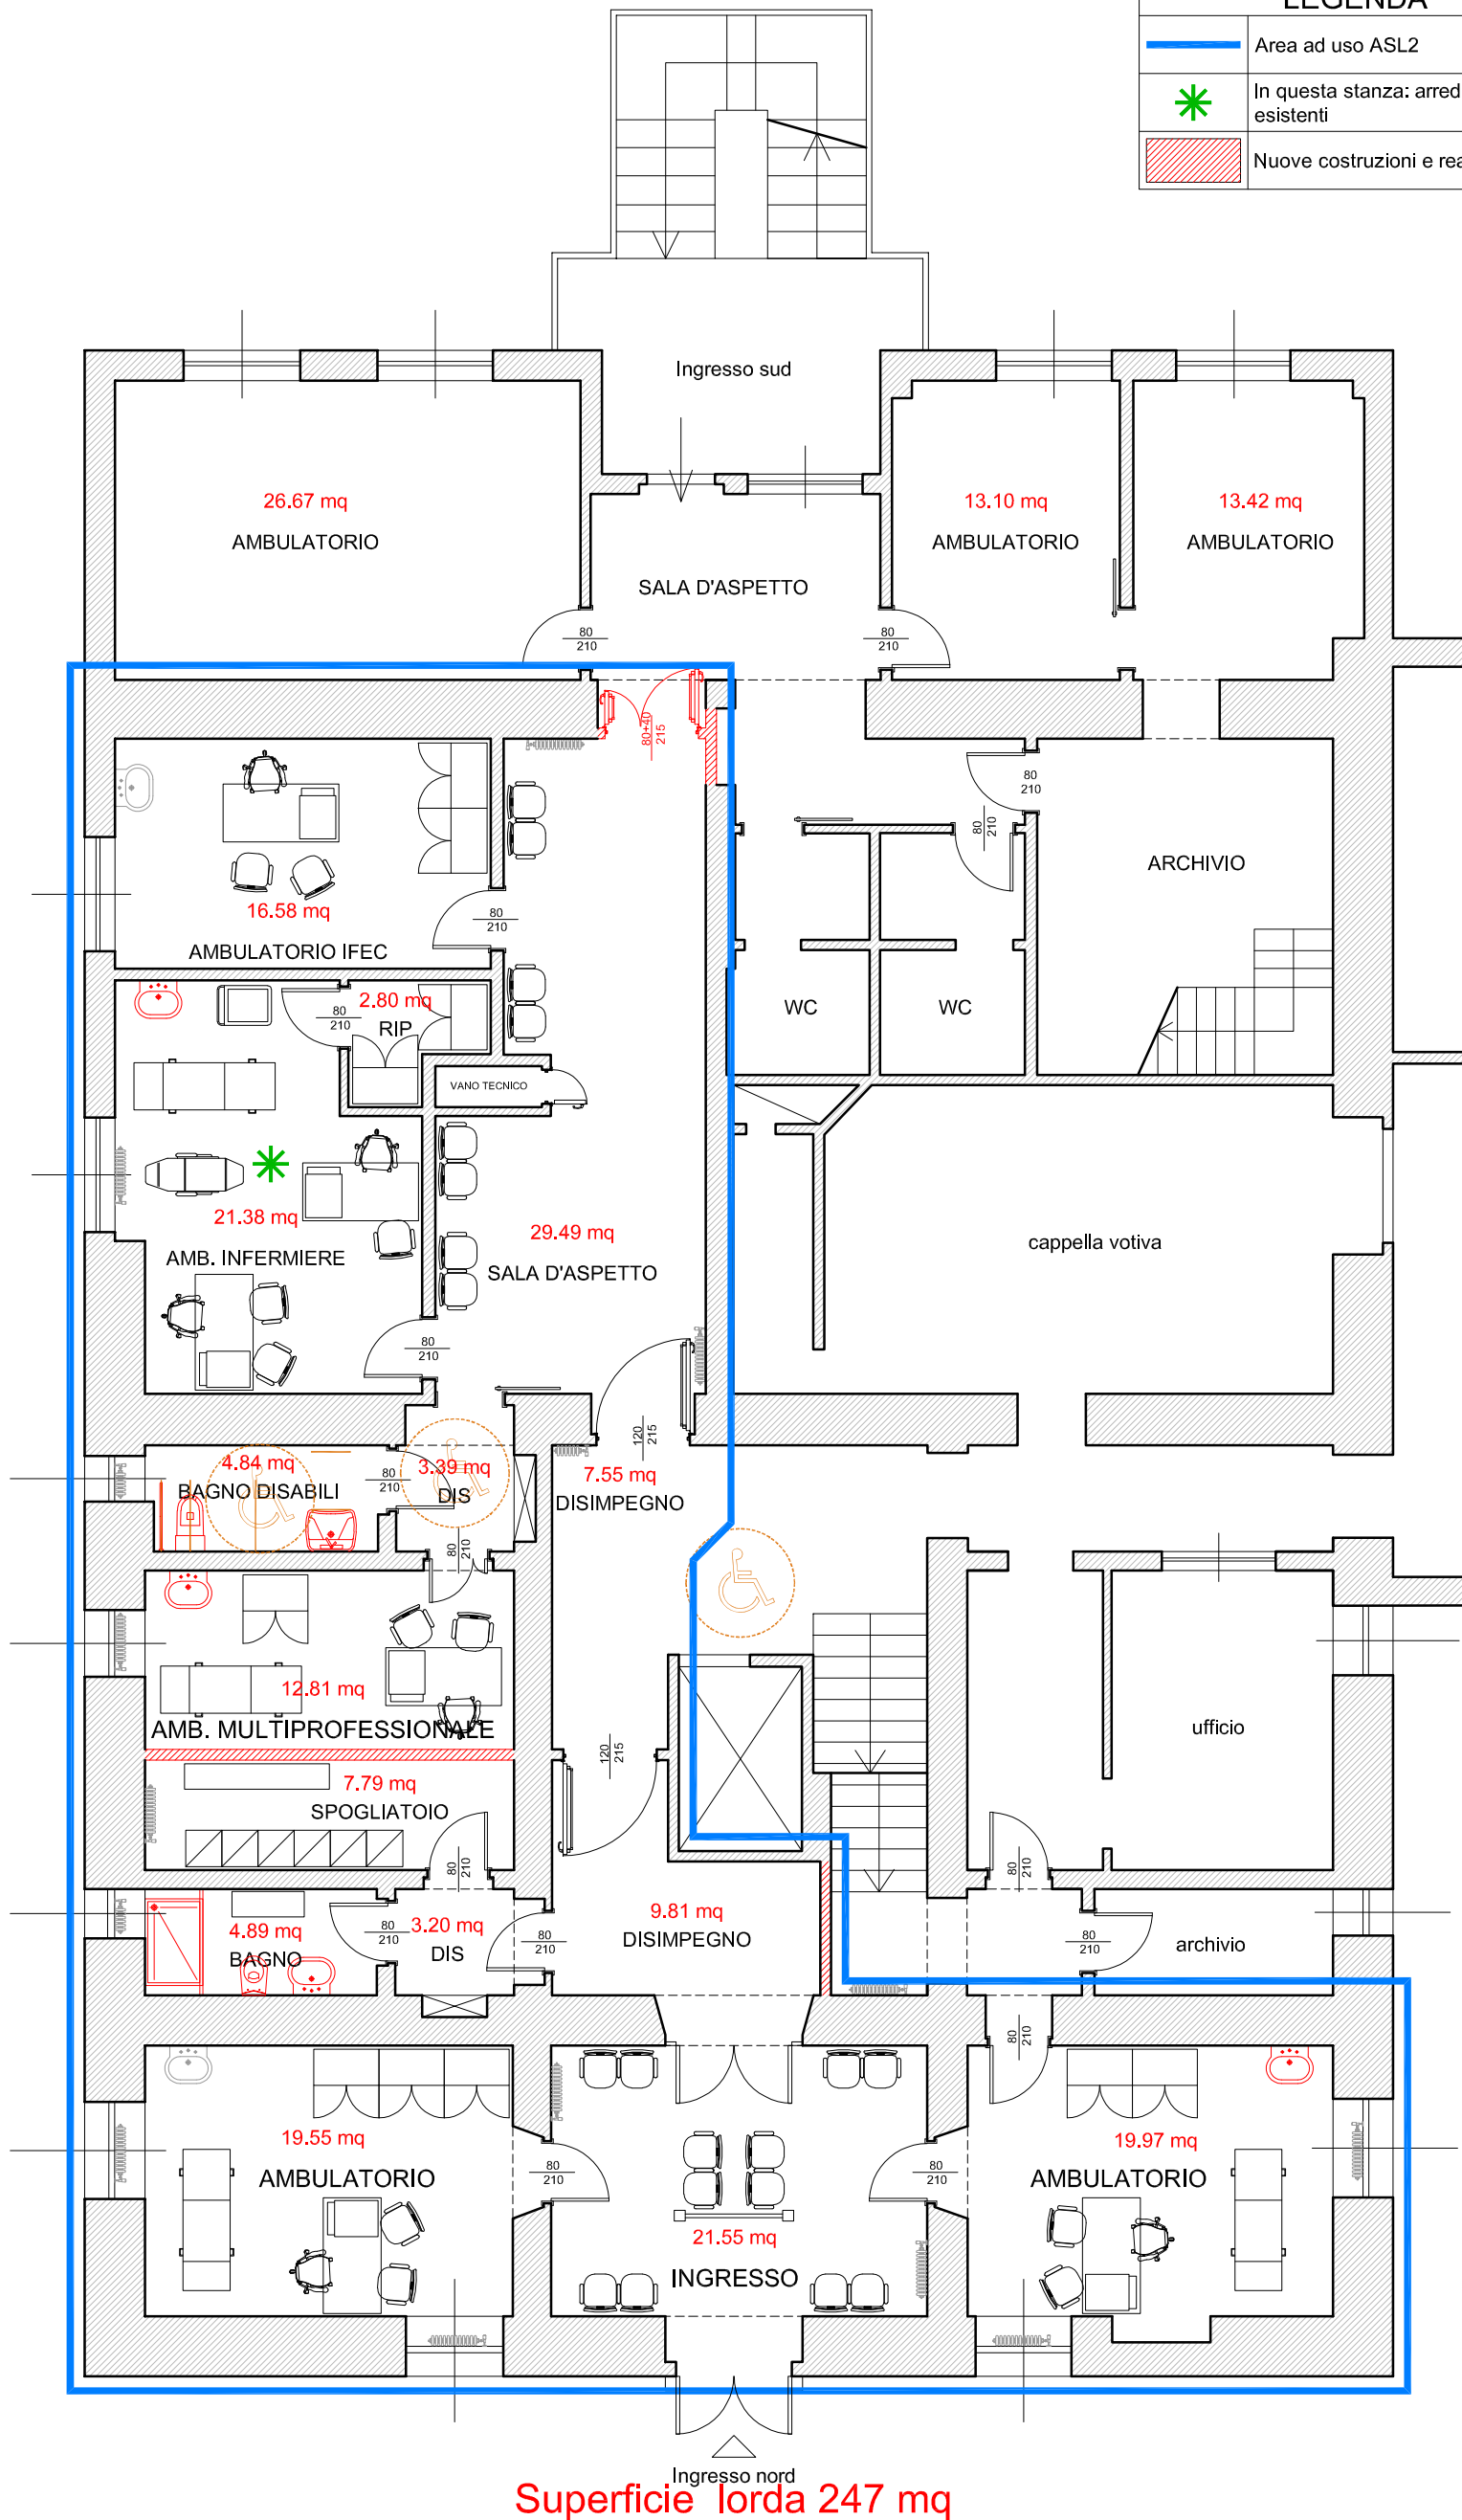 LEGENDA
Area ad uso ASL2
In questa stanza: arred
esistenti
Nuove costruzioni e rea
Ingresso sud
26.67 mq
AMBULATORIO
13.10 mq
AMBULATORIO
13.42 mq
AMBULATORIO
SALA D'ASPETTO
80
210
80
210
80+40
215
80
210
80
210
ARCHIVIO
16.58 mq
AMBULATORIO IFEC
80
210
2.80 mq
RIP
80
210
WC
WC
VANO TECNICO
21.38 mq
AMB. INFERMIERE
29.49 mq
SALA D'ASPETTO
cappella votiva
80
210
120
215
4.84 mq
BAGNO DISABILI
80
210
3.39 mq
DIS
7.55 mq
DISIMPEGNO
80
210
12.81 mq
AMB. MULTIPROFESSIONALE
ufficio
120
215
7.79 mq
SPOGLIATOIO
80
210
80
210
4.89 mq
BAGNO
80
210
3.20 mq
DIS
80
210
9.81 mq
DISIMPEGNO
80
210
archivio
80
210
19.55 mq
AMBULATORIO
80
210
80
210
19.97 mq
AMBULATORIO
21.55 mq
INGRESSO
Ingresso nord
Superficie lorda 247 mq